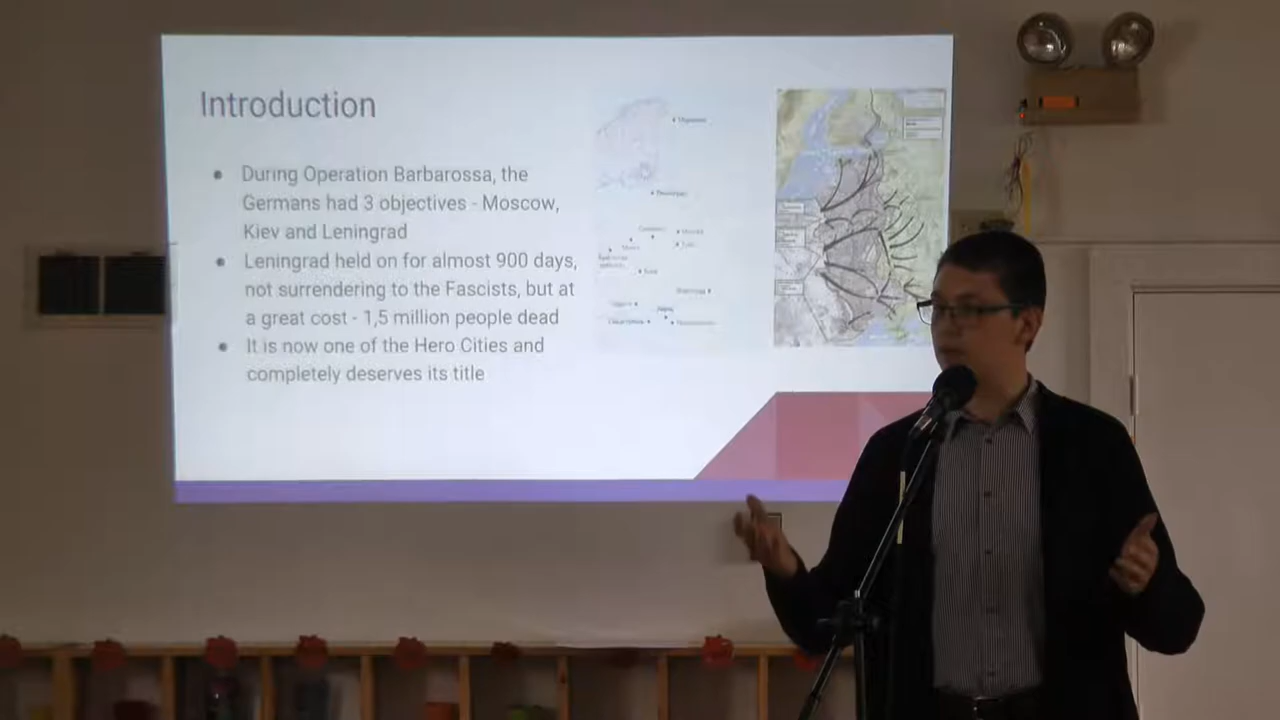 Introduction
During Operation Barbarossa, the
Germans had 3 objectives - Moscow,
Kiev and Leningrad
Leningrad held on for almost 900 days,
not surrendering to the Fascists, but at
a great cost - 1,5 million people dead
It is now one of the Hero Cities and
completely deserves its title